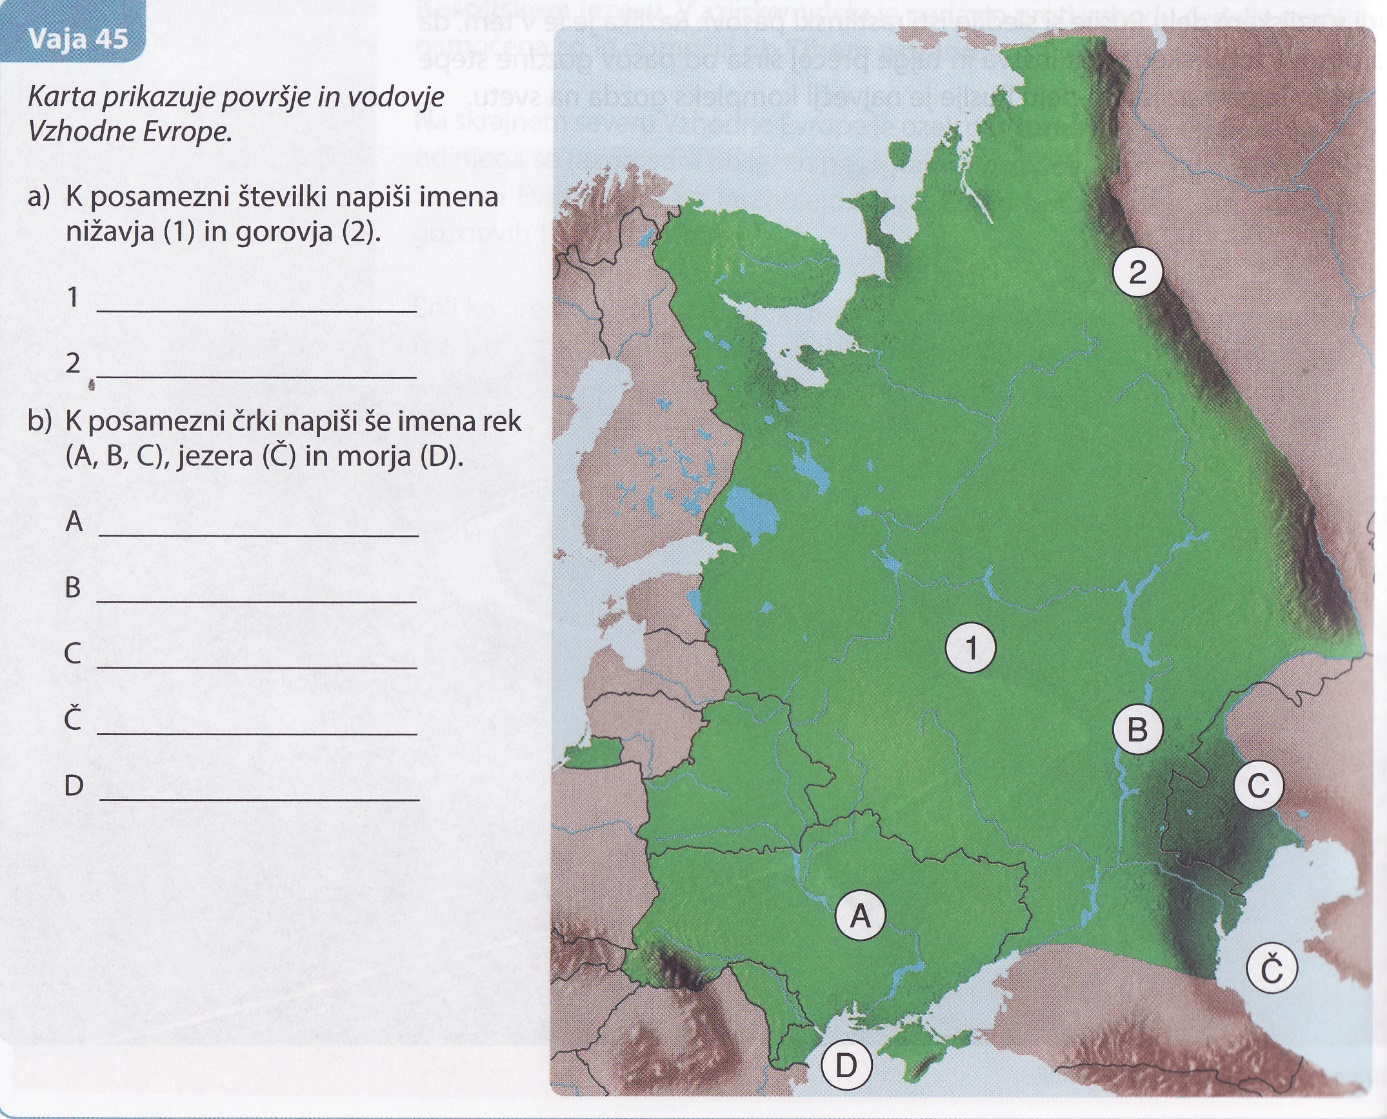 Vaja 45
Karta prikazuje površje in vodovje
Vzhodne Evrope.
a) K posamezni številki napiši imena
nižavja (1) in gorovja (2).
1
2
b) K posamezni črki napiši še imena rek
(A, B, C), jezera (Č) in morja (D).
A
B
C
Č
D
2
1
B
C
A
Č
D